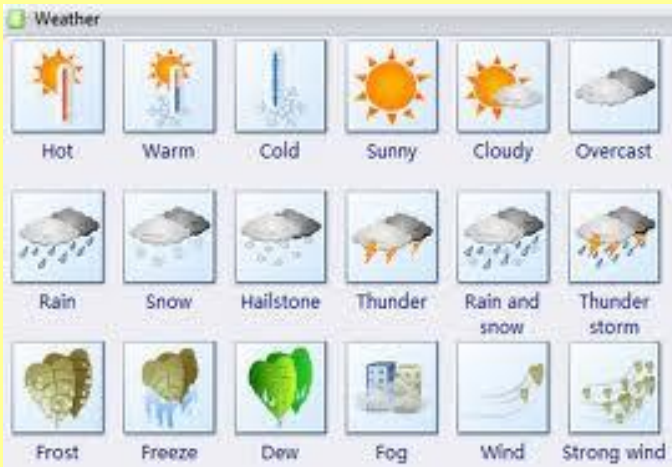 Weather
Hot Warm Cold Sunny Cloudy Overcast
Rain Snow Hailstone Thunder Rain and snow Thunder storm
Frost Freeze Dew Fog Wind Strong wind